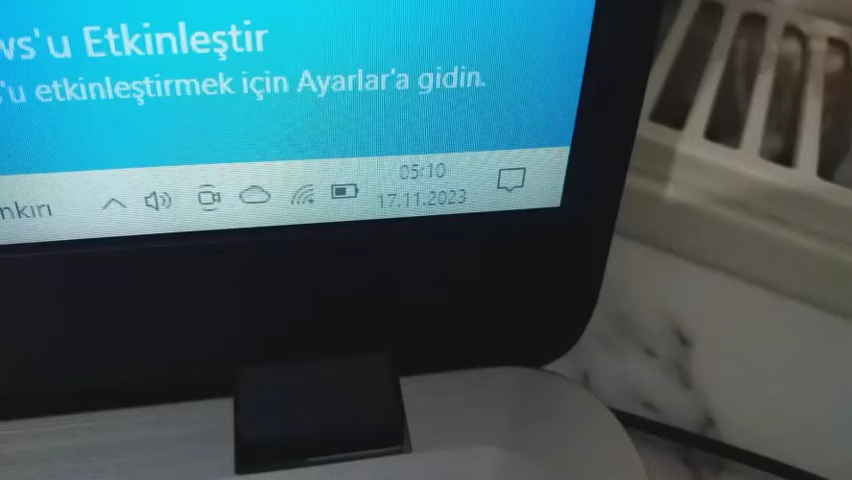 ws'u Etkinleştir
s'u etkinleştirmek için Ayarlar'a gidin.
nkırı
05:10
17.11.2023